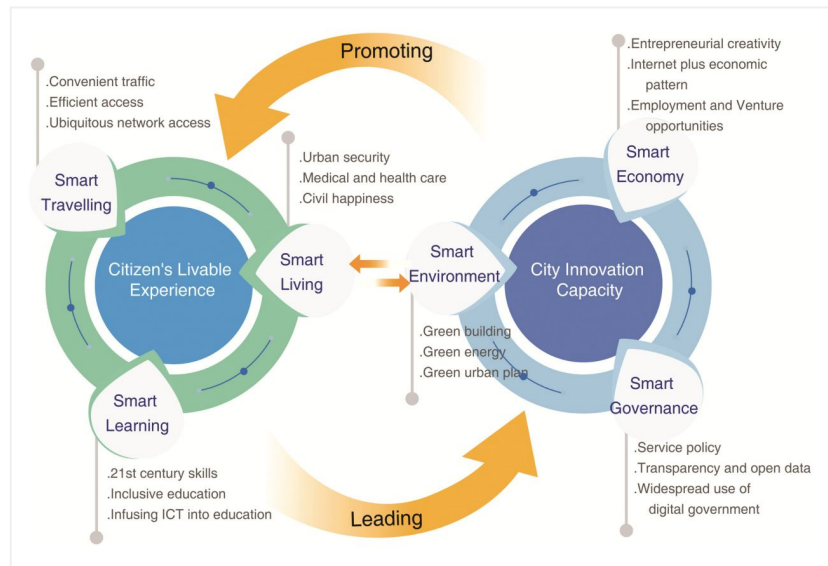 Promoting
.Entrepreneurial creativity
.Internet plus economic
pattern
.Employment and Venture
opportunities
.Convenient traffic
.Efficient access
.Ubiquitous network access
.Urban security
.Medical and health care
.Civil happiness
Smart
Economy
Smart
Travelling
Citizen's Livable
Experience
Smart
Living
Smart
Environment
City Innovation
Capacity
.Green building
.Green energy
.Green urban plan
Smart
Learning
Smart
Governance
.21st century skills
.Inclusive education
.Infusing ICT into education
Leading
.Service policy
.Transparency and open data
.Widespread use of
digital government